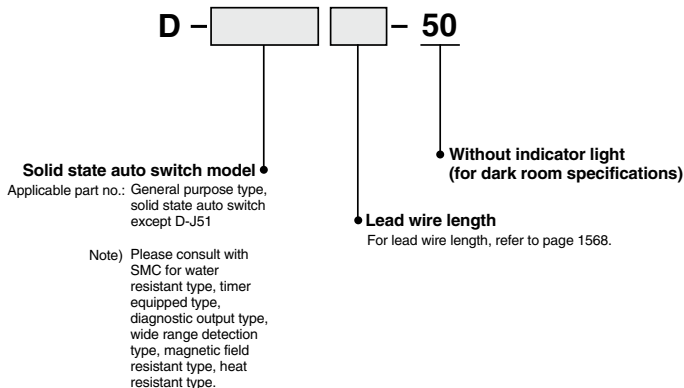 D – – 50
Without indicator light
(for dark room specifications)
Solid state auto switch model
Applicable part no.: General purpose type,
solid state auto switch
except D-J51
Lead wire length
For lead wire length, refer to page 1568.
Note) Please consult with
SMC for water
resistant type, timer
equipped type,
diagnostic output type,
wide range detection
type, magnetic field
resistant type, heat
resistant type.